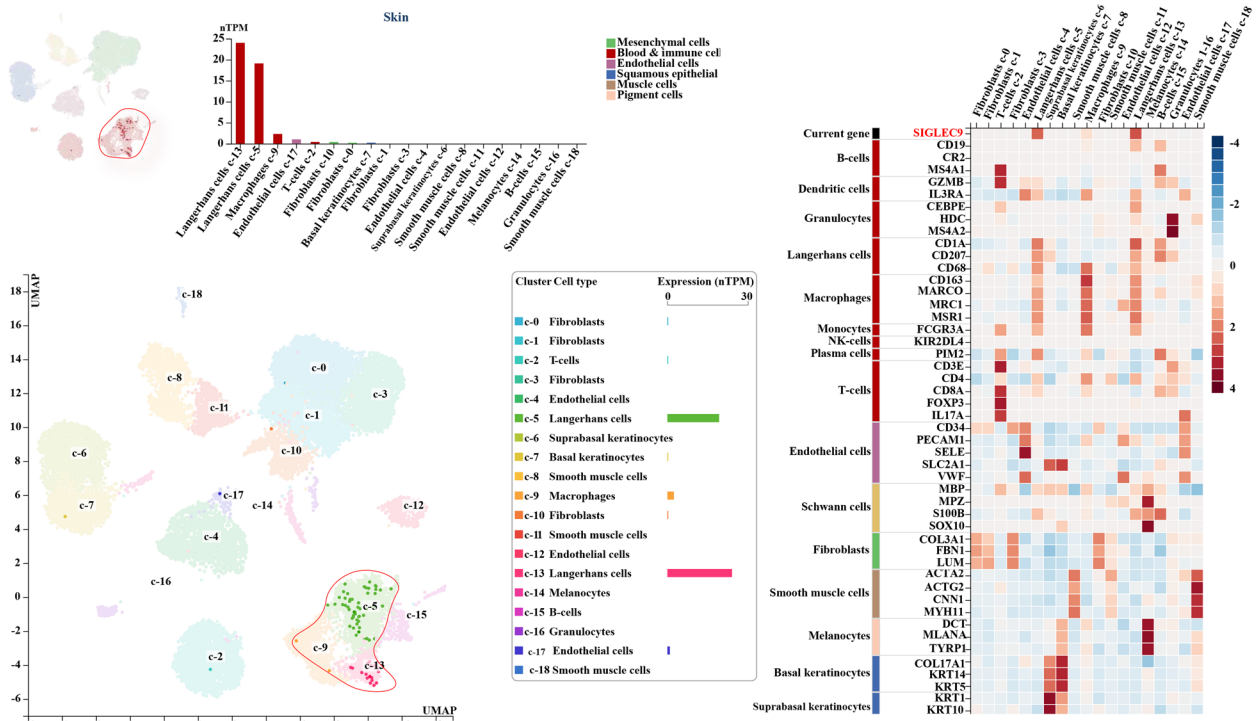 Skin
nTPM
25
20
15
10
5
0
Langerhans cells c-13
Langerhans cells c-5
Macrophages c-9
Endothelial cells c-17
T-cells c-2
Fibroblasts c-10
Fibroblasts c-0
Basal keratinocytes c-7
Fibroblasts c-1
Fibroblasts c-3
Endothelial cells c-4
Suprabasal keratinocytes c-6
Smooth muscle cells c-8
Smooth muscle cells c-11
Endothelial cells c-12
Melanocytes c-14
B-cells c-15
Granulocytes c-16
Smooth muscle cells c-18
Mesenchymal cells
Blood & immune cel
Endothelial cells
Squamous epithelial
Muscle cells
Pigment cells
UMAP
18
16
14
12
10
8
6
4
2
0
-2
-4
-6
UMAP
c-18
c-8
c-11
c-0
c-3
c-1
c-10
c-6
c-7
c-17
c-14
c-12
c-4
c-16
c-5
c-15
c-9
c-13
c-2
Cluster Cell type Expression (nTPM)
0 30
c-0 Fibroblasts
c-1 Fibroblasts
c-2 T-cells
c-3 Fibroblasts
c-4 Endothelial cells
c-5 Langerhans cells
c-6 Suprabasal keratinocytes
c-7 Basal keratinocytes
c-8 Smooth muscle cells
c-9 Macrophages
c-10 Fibroblasts
c-11 Smooth muscle cells
c-12 Endothelial cells
c-13 Langerhans cells
c-14 Melanocytes
c-15 B-cells
c-16 Granulocytes
c-17 Endothelial cells
c-18 Smooth muscle cells
Fibroblasts c-0
Fibroblasts c-1
T-cells c-2
Fibroblasts c-3
Endothelial cells c-4
Langerhans cells c-5
Suprabasal keratinocytes c-6
Basal keratinocytes c-7
Smooth muscle cells c-8
Macrophages c-9
Fibroblasts c-10
Smooth muscle cells c-11
Endothelial cells c-12
Langerhans cells c-13
Melanocytes c-14
B-cells c-15
Granulocytes 1-16
Endothelial cells c-17
Smooth muscle c-18
Current gene SIGLEC9
B-cells
CD19
CR2
MS4A1
Dendritic cells
GZMB
IL3RA
Granulocytes
CEBPE
HDC
MS4A2
Langerhans cells
CD1A
CD207
CD68
Macrophages
CD163
MARCO
MRC1
MSR1
Monocytes FCGR3A
NK-cells KIR2DL4
Plasma cells PIM2
T-cells
CD3E
CD4
CD8A
FOXP3
IL17A
Endothelial cells
CD34
PECAM1
SELE
SLC2A1
VWF
Schwann cells
MBP
MPZ
S100B
SOX10
Fibroblasts
COL3A1
FBN1
LUM
Smooth muscle cells
ACTA2
ACTG2
CNN1
MYH11
Melanocytes
DCT
MLANA
TYRP1
Basal keratinocytes
COL17A1
KRT14
KRT5
Suprabasal keratinocytes
KRT1
KRT10
-4
-2
0
2
4